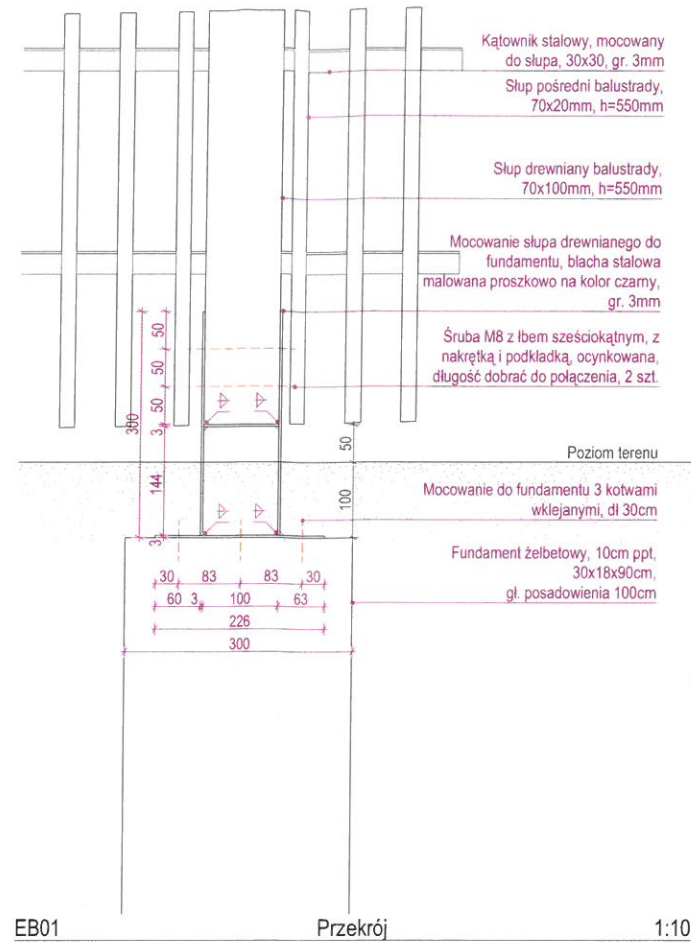 Kątownik stalowy, mocowany
do słupa, 30x30, gr. 3mm
Słup pośredni balustrady,
70x20mm, h=550mm
Słup drewniany balustrady,
70x100mm, h=550mm
Mocowanie słupa drewnianego do
fundamentu, blacha stalowa
malowana proszkowo na kolor czarny,
gr. 3mm
Śruba M8 z łbem sześciokątnym, z
nakrętką i podkładką, ocynkowana,
długość dobrać do połączenia, 2 szt.
50
50
50
300
3
144
3
50
Poziom terenu
100
Mocowanie do fundamentu 3 kotwami
wklejanymi, dł 30cm
Fundament żelbetowy, 10cm ppt,
30x18x90cm,
gł. posadowienia 100cm
30 83 83 30
60 3 100 63
226
300
EB01 Przekrój 1:10